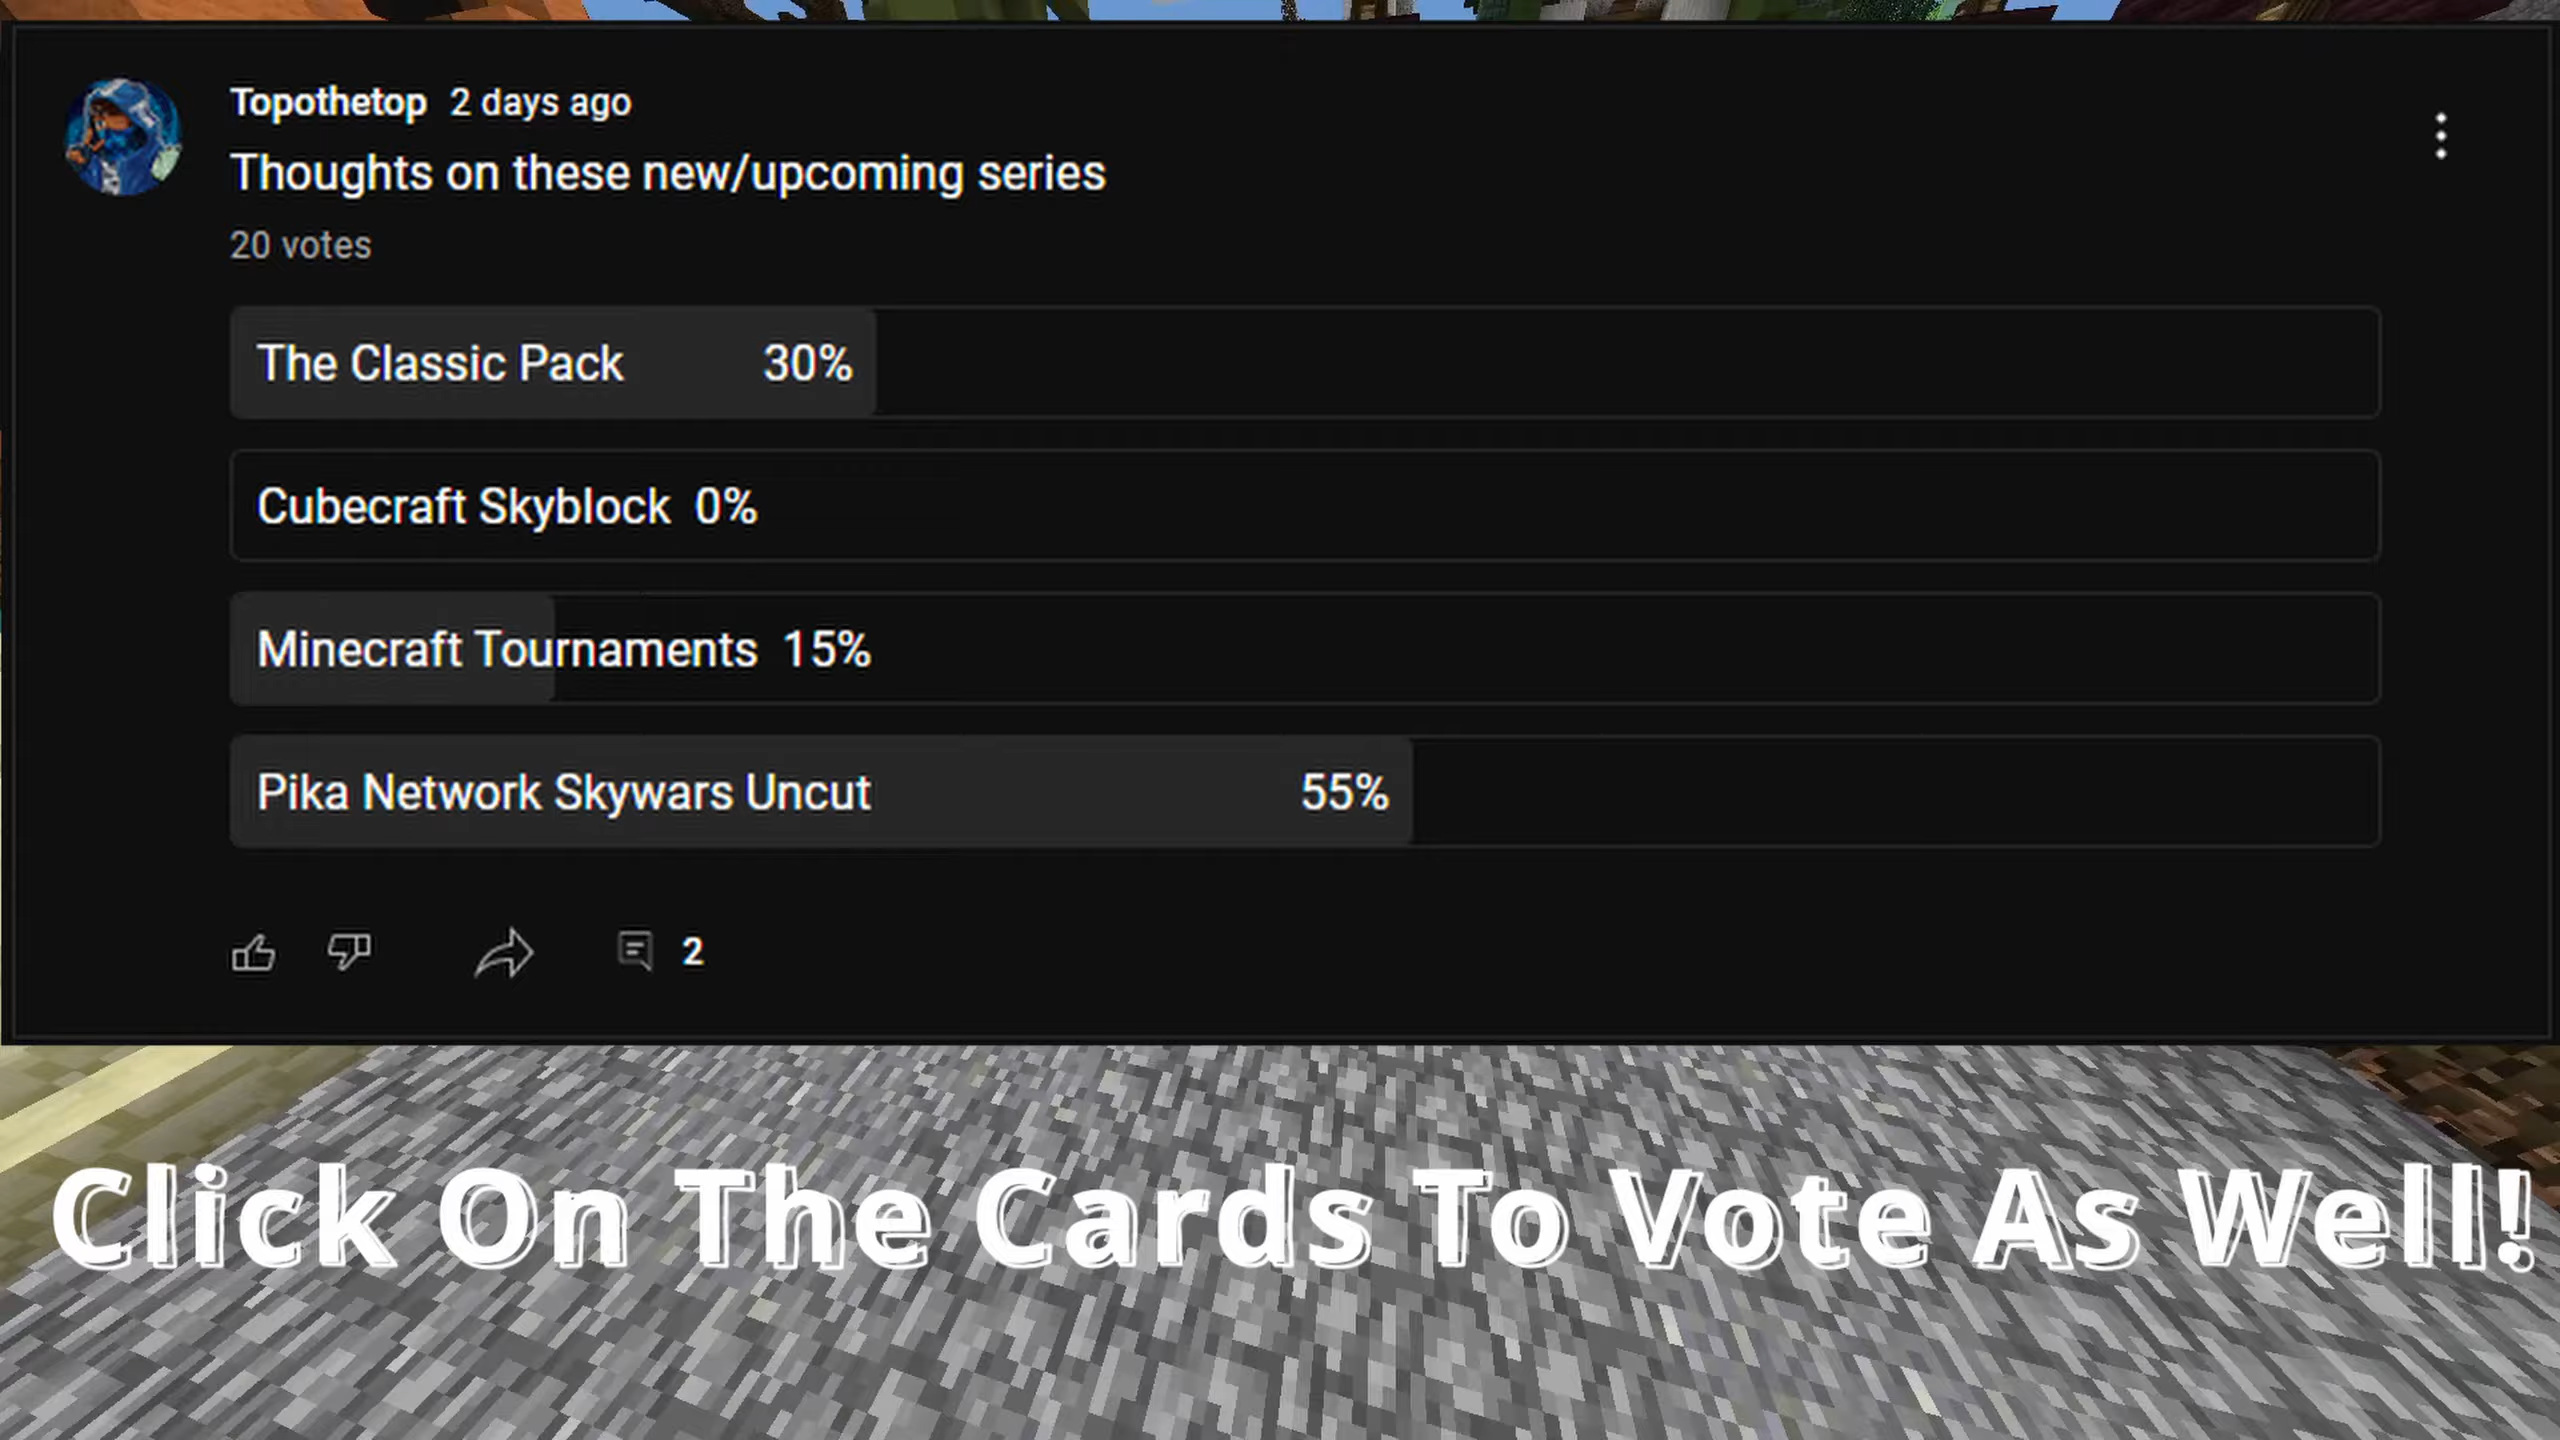 Topothetop 2 days ago
Thoughts on these new/upcoming series
20 votes
The Classic Pack 30%
Cubecraft Skyblock 0%
Minecraft Tournaments 15%
Pika Network Skywars Uncut 55%
2
Click On The Cards To Vote As Well!